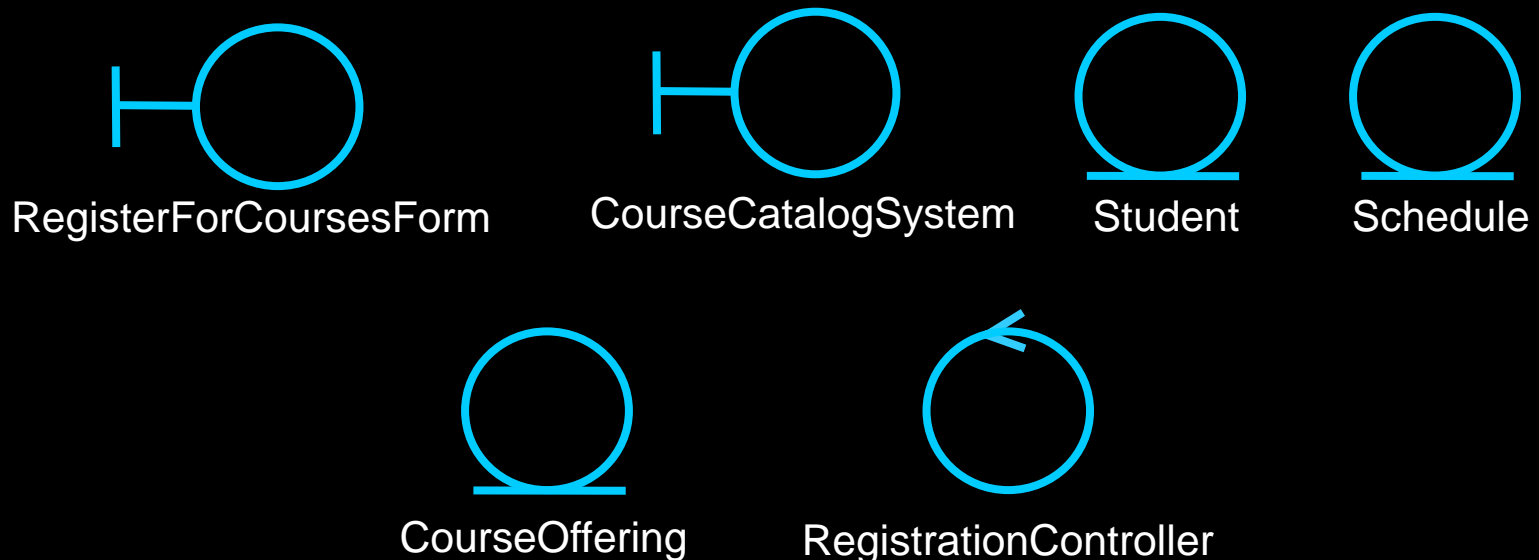 RegisterForCoursesForm
CourseCatalogSystem
Student
Schedule
CourseOffering
RegistrationController